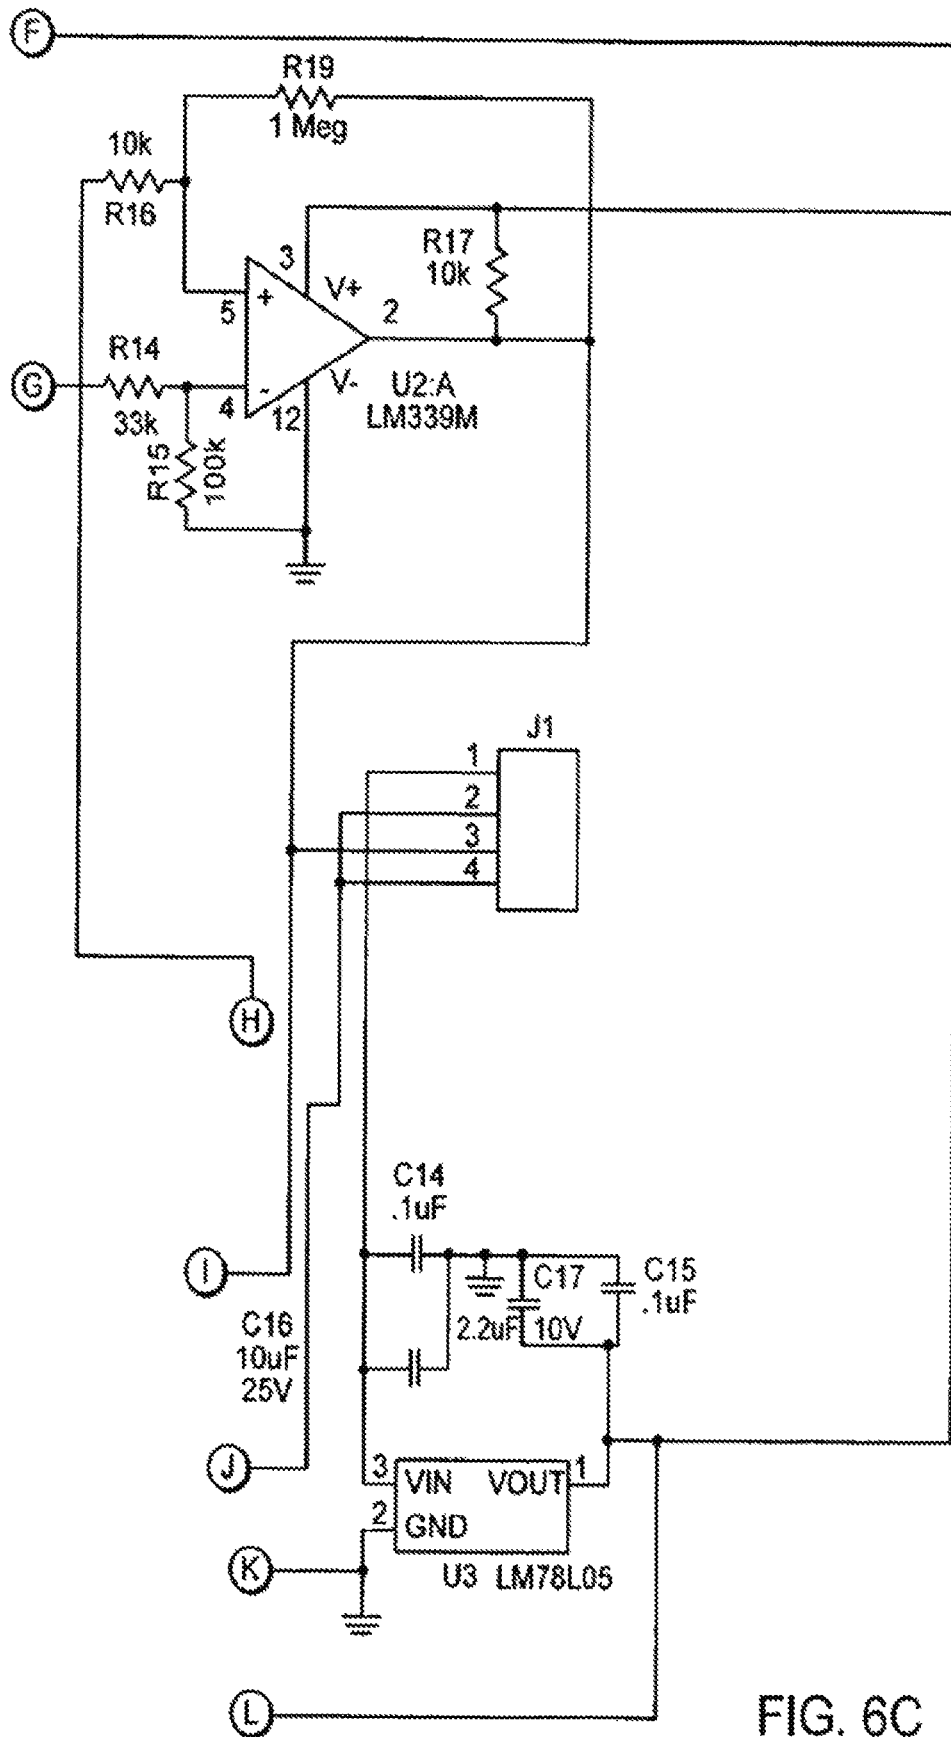 F
R19
1 Meg
10k
R16
3
V+
R17
10k
5
+
2
R14
G
33k
4
-
12
V-
U2:A
LM339M
R15
100k
J1
1
2
3
4
H
C14
.1uF
I
C17
C15
.1uF
2.2uF
10V
C16
10uF
25V
J
3
VIN
VOUT
1
2
GND
K
U3 LM78L05
L
FIG. 6C